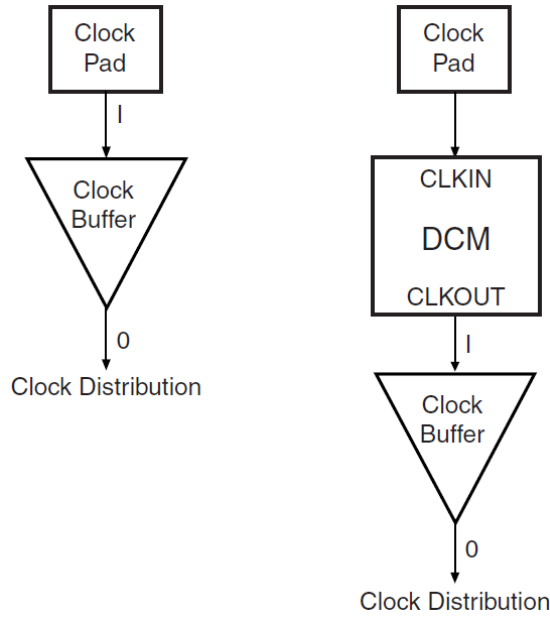 Clock
Pad
I
Clock
Buffer
0
Clock Distribution
Clock
Pad
CLKIN
DCM
CLKOUT
I
Clock
Buffer
0
Clock Distribution